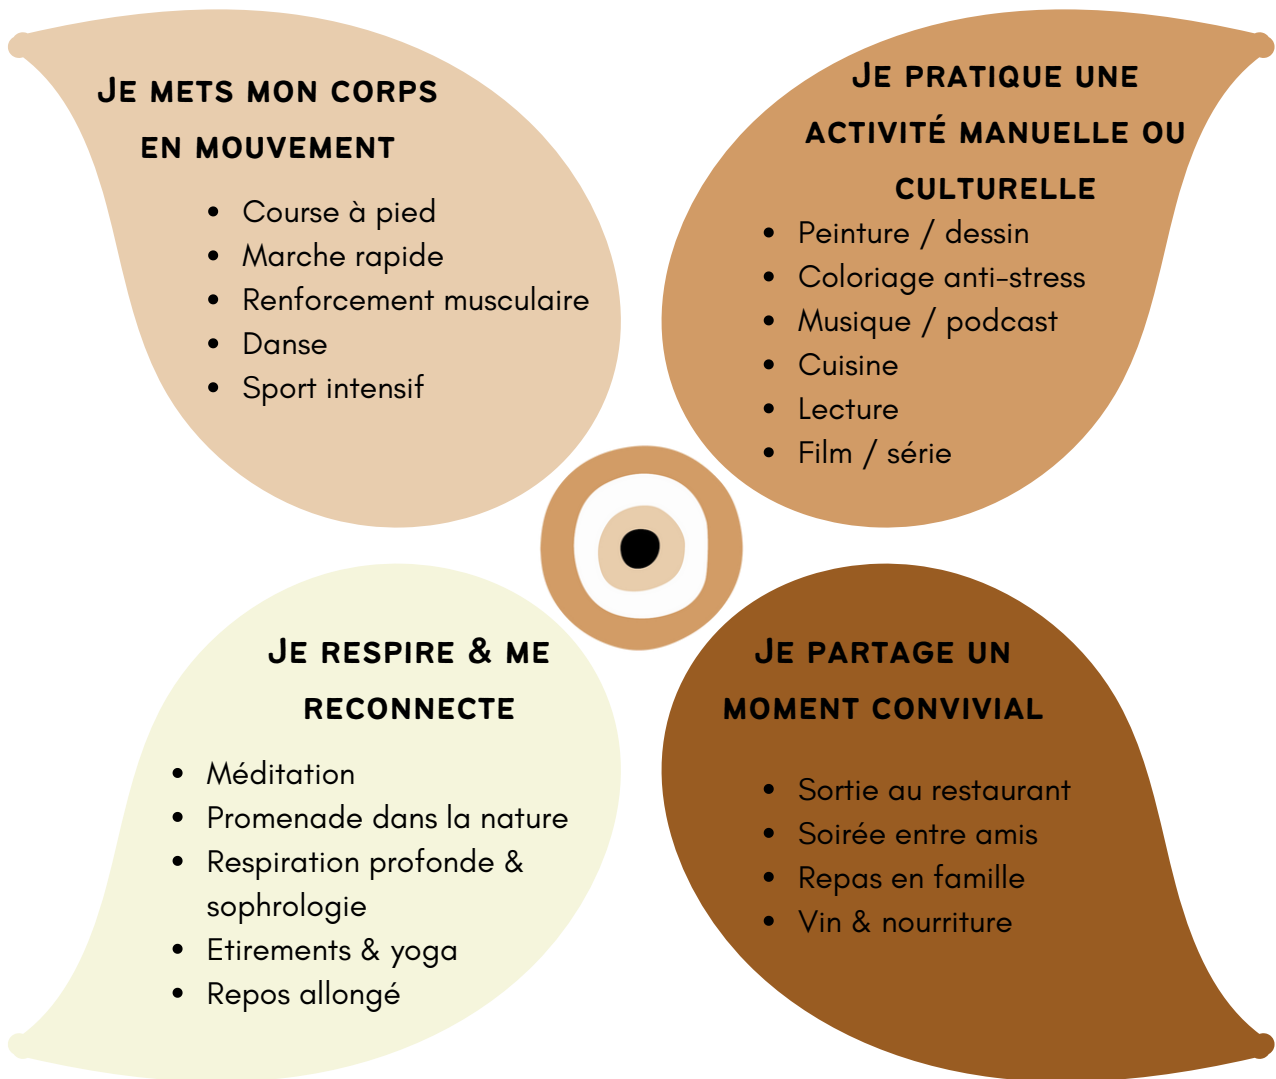 Je mets mon corps
en mouvement
• Course à pied
• Marche rapide
• Renforcement musculaire
• Danse
• Sport intensif
Je pratique une
activité manuelle ou
culturelle
• Peinture / dessin
• Coloriage anti-stress
• Musique / podcast
• Cuisine
• Lecture
• Film / série
Je respire & me
reconnecte
• Méditation
• Promenade dans la nature
• Respiration profonde &
sophrologie
• Etirements & yoga
• Repos allongé
Je partage un
moment convivial
• Sortie au restaurant
• Soirée entre amis
• Repas en famille
• Vin & nourriture